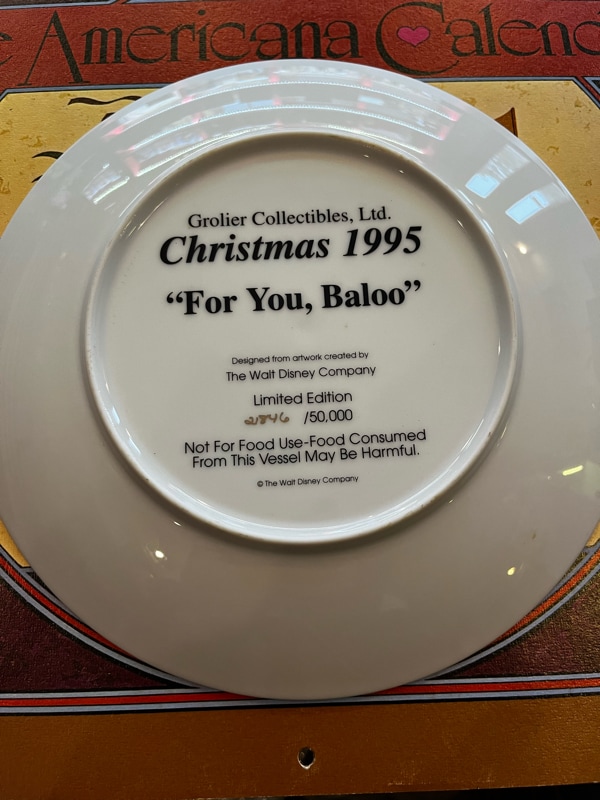 e Americana Calend
Grolier Collectibles, Ltd.
Christmas 1995
“For You, Baloo”
Designed from artwork created by
The Walt Disney Company
Limited Edition
2846 /50,000
Not For Food Use-Food Consumed
From This Vessel May Be Harmful.
© The Walt Disney Company